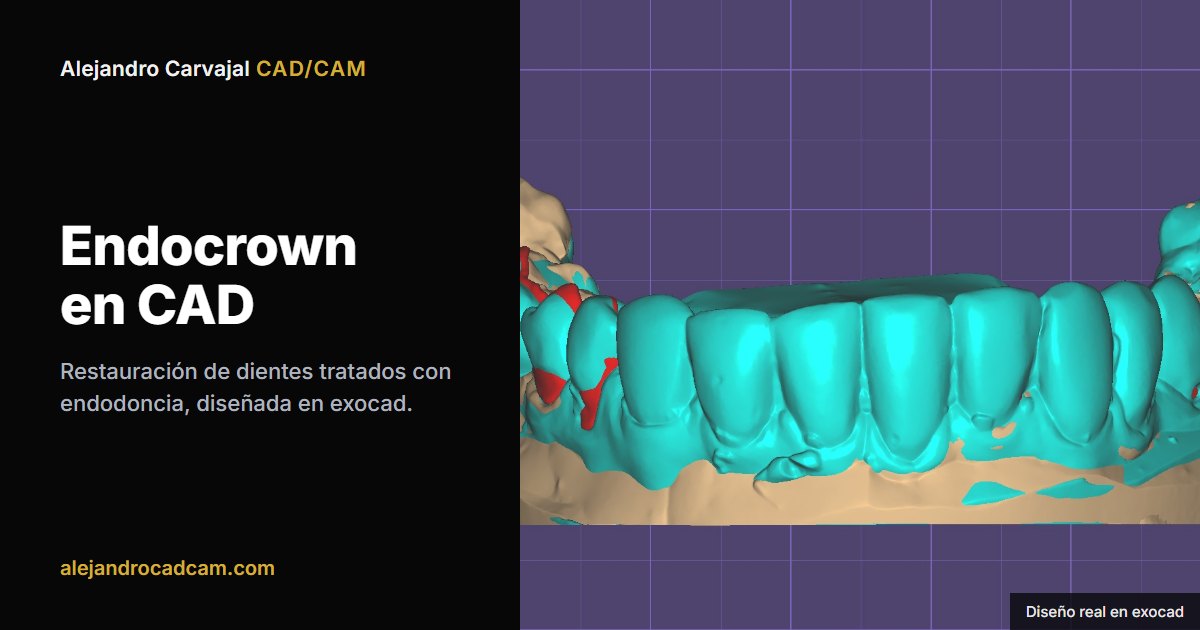 Alejandro Carvajal CAD/CAM
Endocrown
en CAD
Restauración de dientes tratados con
endodoncia, diseñada en exocad.
alejandrocadcam.com
Diseño real en exocad